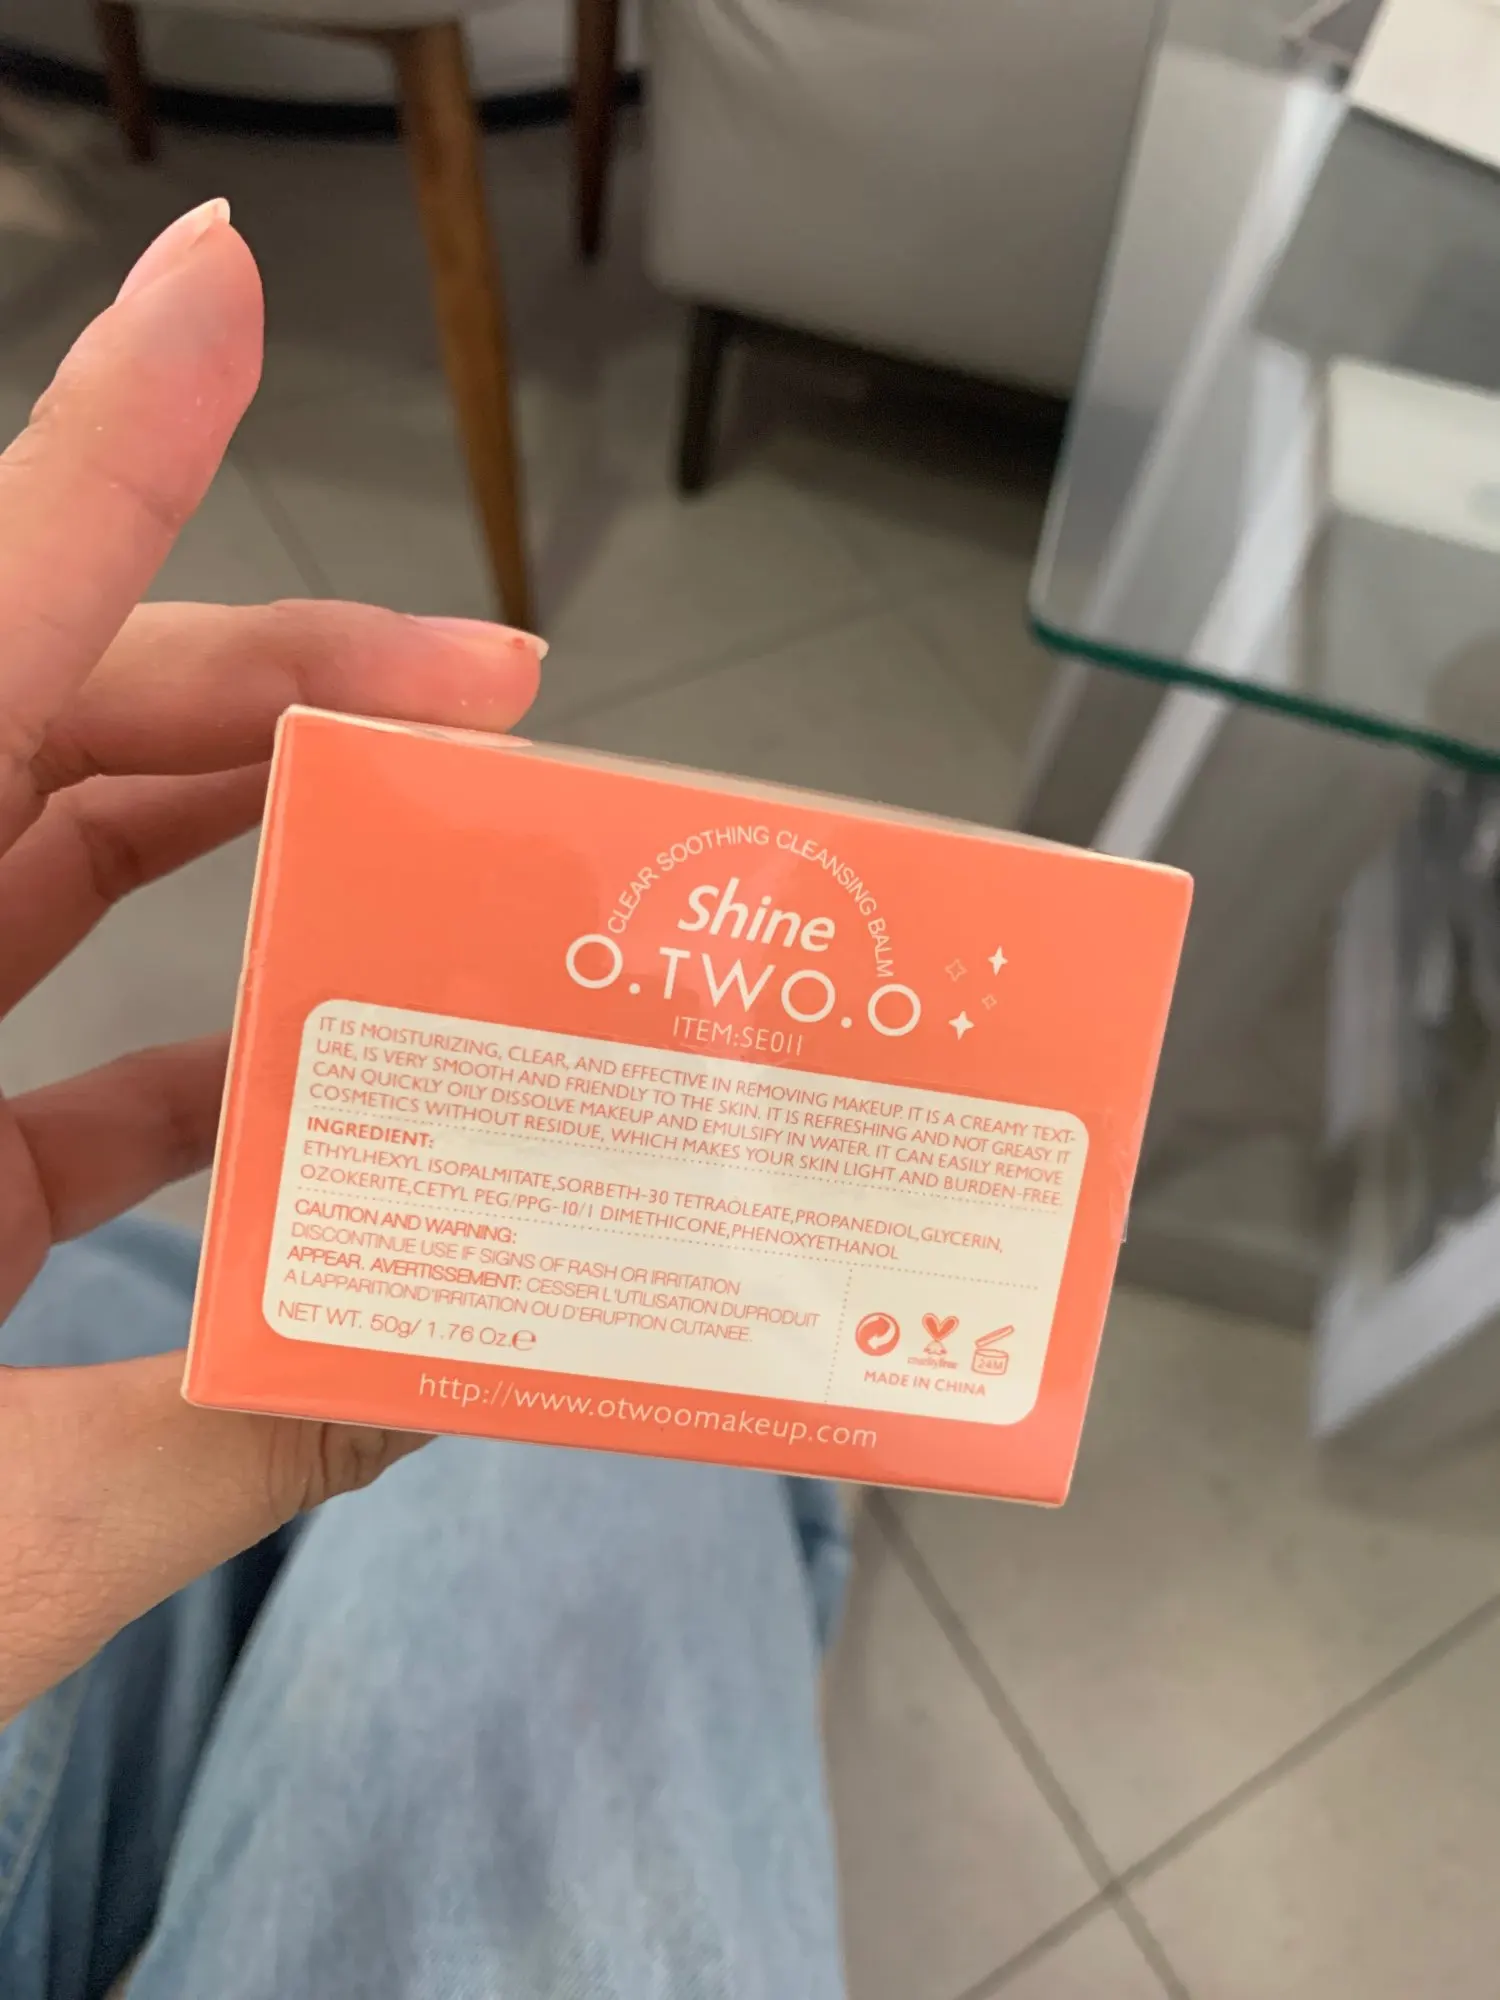 CLEAR SOOTHING CLEANSING BALM
Shine
O.TWO.O
ITEM:SE011
IT IS MOISTURIZING, CLEAR, AND EFFECTIVE IN REMOVING MAKEUP. IT IS A CREAMY TEXT-
URE, IS VERY SMOOTH AND FRIENDLY TO THE SKIN. IT IS REFRESHING AND NOT GREASY. IT
CAN QUICKLY OILY DISSOLVE MAKEUP AND EMULSIFY IN WATER. IT CAN EASILY REMOVE
COSMETICS WITHOUT RESIDUE, WHICH MAKES YOUR SKIN LIGHT AND BURDEN-FREE.
INGREDIENT:
ETHYLHEXYL ISOPALMITATE,SORBETH-30 TETRAOLEATE,PROPANEDIOL,GLYCERIN,
OZOKERITE,CETYL PEG/PPG-10/1 DIMETHICONE,PHENOXYETHANOL
CAUTION AND WARNING:
DISCONTINUE USE IF SIGNS OF RASH OR IRRITATION
APPEAR. AVERTISSEMENT: CESSER L'UTILISATION DUPRODUIT
A LAPPARITIOND'IRRITATION OU D'ERUPTION CUTANEE.
NET WT. 50g/ 1.76 Oz.e
crueltyfree
24M
MADE IN CHINA
http://www.otwoomakeup.com